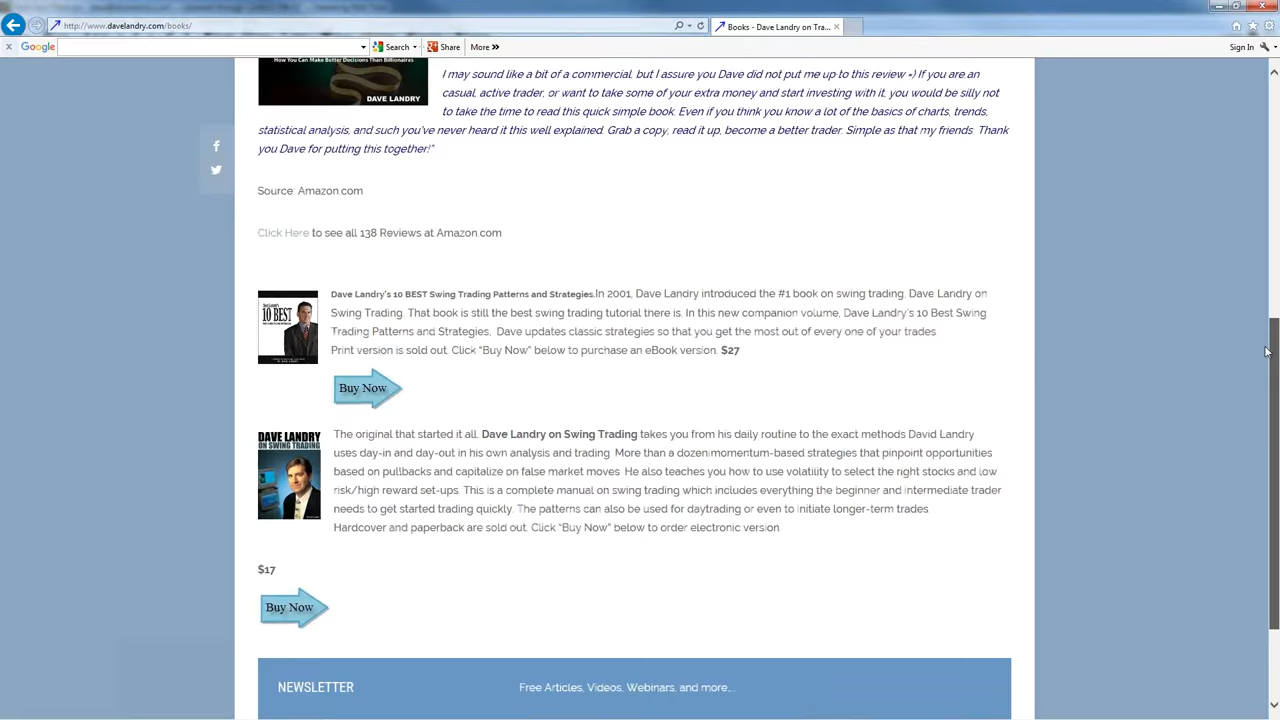 http://www.davelandry.com/books/
Books - Dave Landry on Tra...
Google
Search
Share
More »
Sign In
How You Can Make Better Decisions Than Billionaires
DAVE LANDRY
I may sound like a bit of a commercial, but I assure you Dave did not put me up to this review =) If you are an
casual, active trader, or want to take some of your extra money and start investing with it, you would be silly not
to take the time to read this quick simple book. Even if you think you know a lot of the basics of charts, trends,
statistical analysis, and such you've never heard it this well explained. Grab a copy, read it up, become a better trader. Simple as that my friends. Thank
you Dave for putting this together!"
Source: Amazon.com
Click Here to see all 138 Reviews at Amazon.com
10 BEST
Dave Landry's 10 BEST Swing Trading Patterns and Strategies.In 2001, Dave Landry introduced the #1 book on swing trading, Dave Landry on
Swing Trading. That book is still the best swing trading tutorial there is. In this new companion volume, Dave Landry's 10 Best Swing
Trading Patterns and Strategies, Dave updates classic strategies so that you get the most out of every one of your trades.
Print version is sold out. Click "Buy Now" below to purchase an eBook version. $27
Buy Now
DAVE LANDRY
ON SWING TRADING
The original that started it all. Dave Landry on Swing Trading takes you from his daily routine to the exact methods David Landry
uses day-in and day-out in his own analysis and trading. More than a dozen momentum-based strategies that pinpoint opportunities
based on pullbacks and capitalize on false market moves. He also teaches you how to use volatility to select the right stocks and low
risk/high reward set-ups. This is a complete manual on swing trading which includes everything the beginner and intermediate trader
needs to get started trading quickly. The patterns can also be used for daytrading or even to initiate longer-term trades.
Hardcover and paperback are sold out. Click "Buy Now" below to order electronic version.
$17
Buy Now
NEWSLETTER
Free Articles, Videos, Webinars, and more...